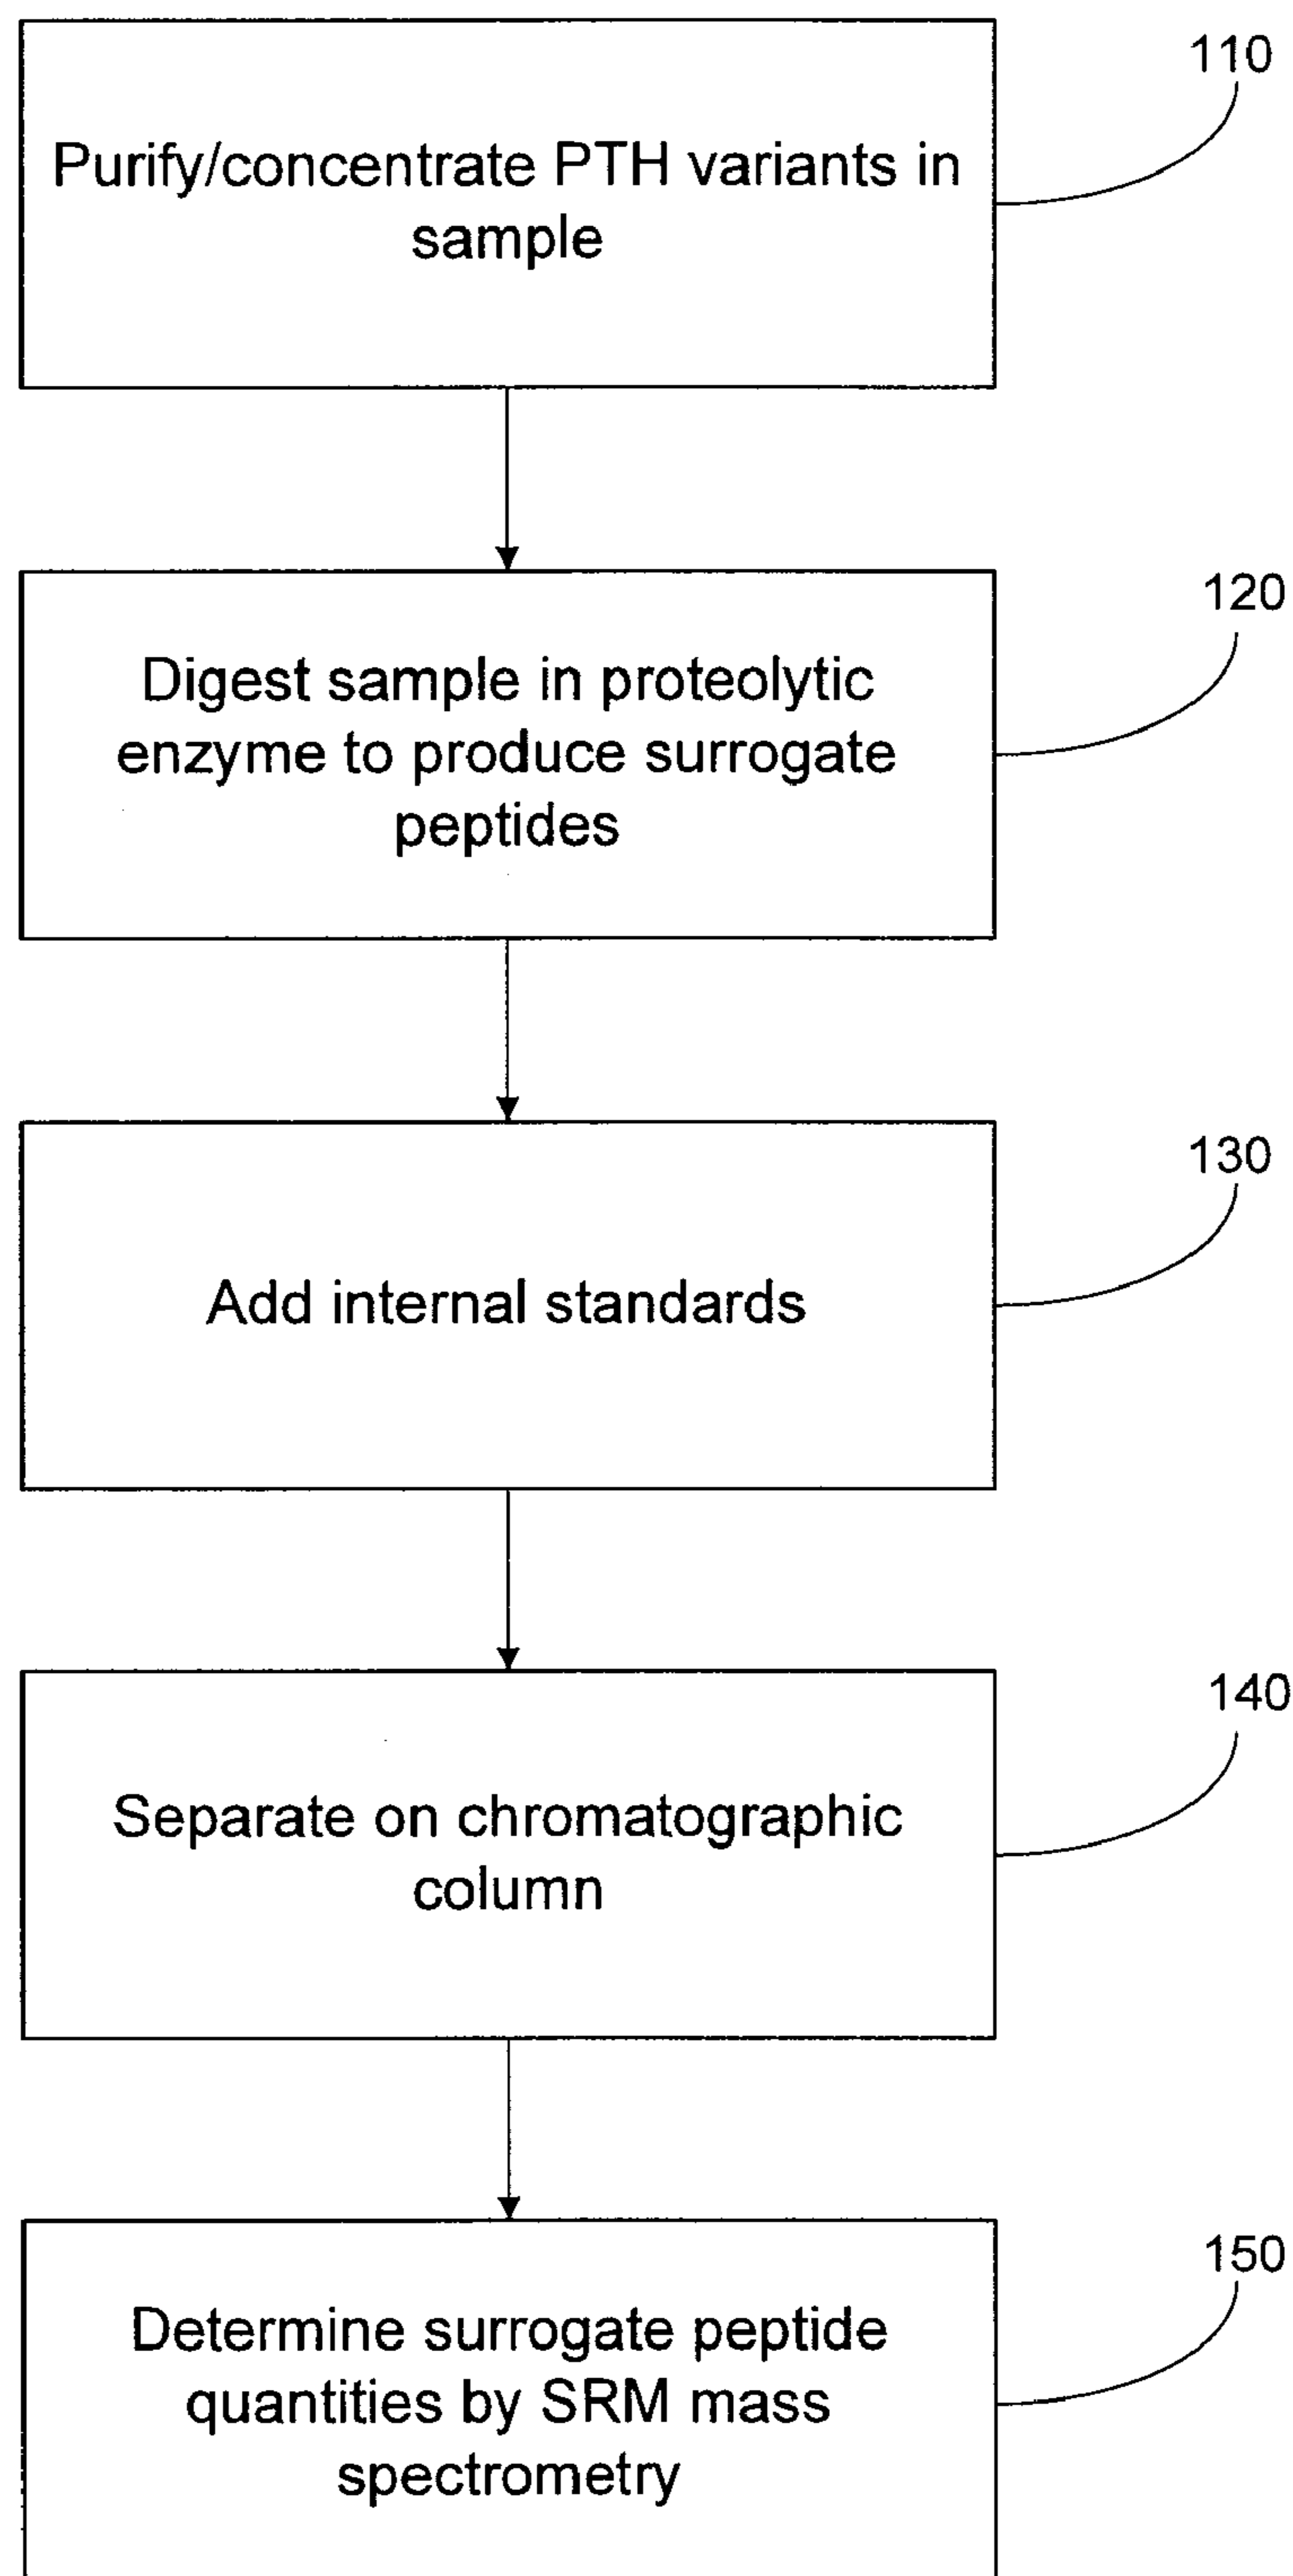 110
Purify/concentrate PTH variants in
sample
120
Digest sample in proteolytic
enzyme to produce surrogate
peptides
130
Add internal standards
140
Separate on chromatographic
column
150
Determine surrogate peptide
quantities by SRM mass
spectrometry